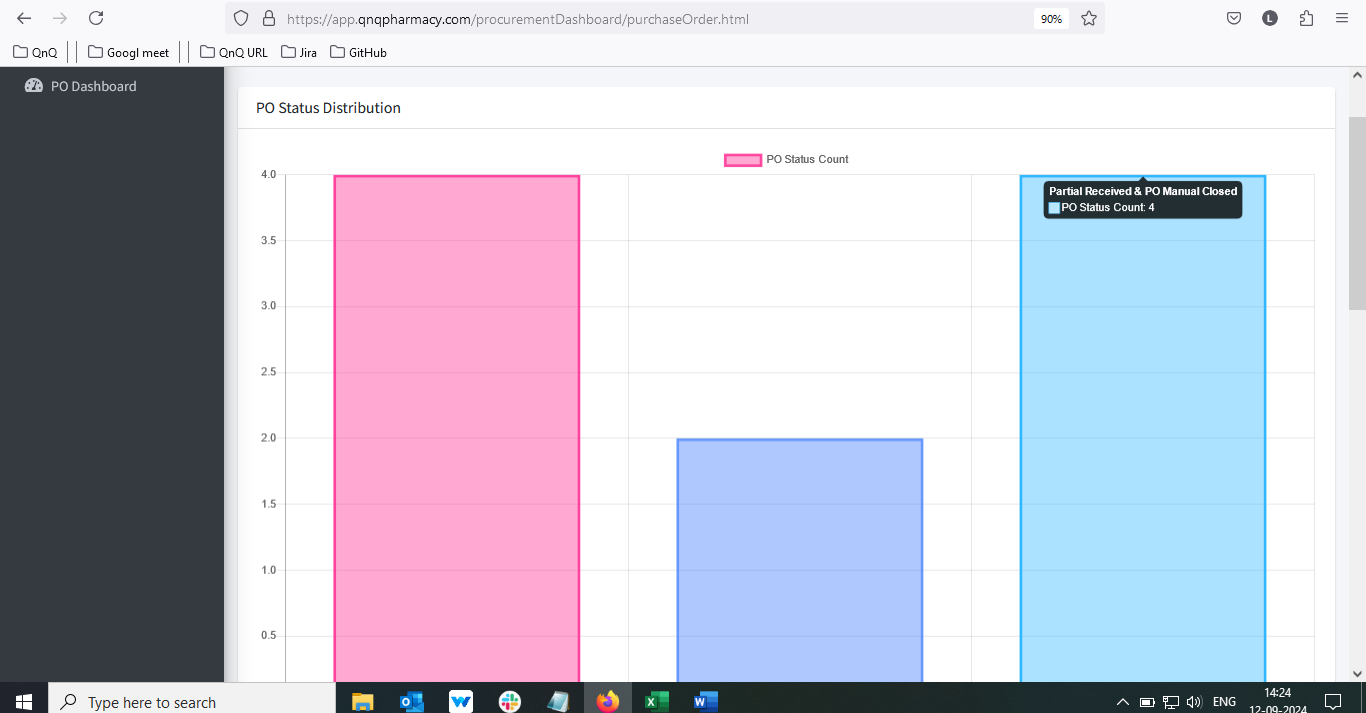 https://app.qnqpharmacy.com/procurementDashboard/purchaseOrder.html
90%
L
QnQ
Googl meet
QnQ URL
Jira
GitHub
PO Dashboard
PO Status Distribution
PO Status Count
4.0
Partial Received & PO Manual Closed
PO Status Count: 4
3.5
3.0
2.5
2.0
1.5
1.0
0.5
Type here to search
ENG
14:24
12-09-2024